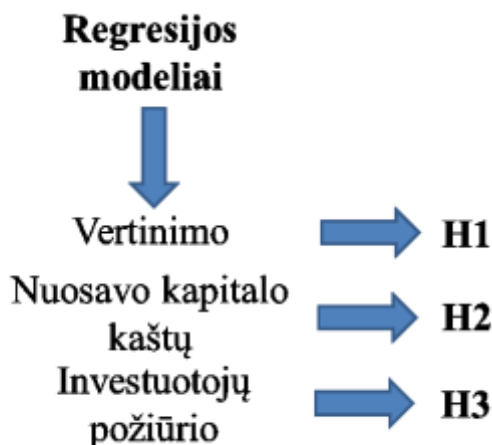 Regresijos
modeliai
Vertinimo
H1
Nuosavo kapitalo
kaštų
H2
Investuotojų
požiūrio
H3